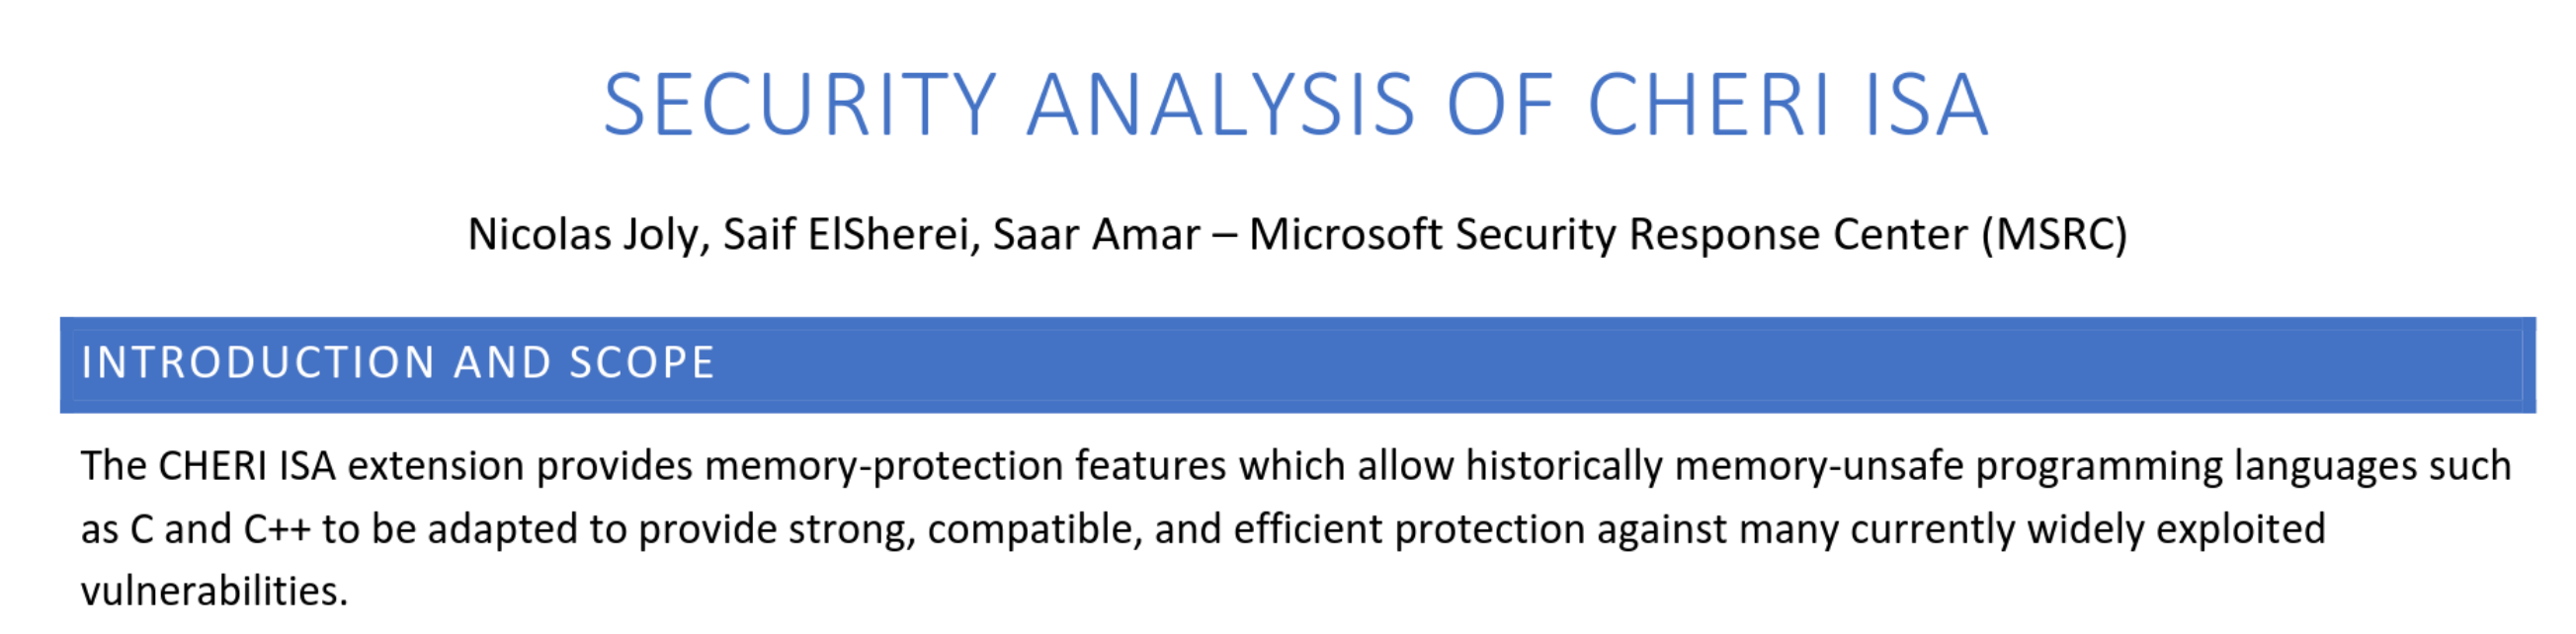 SECURITY ANALYSIS OF CHERI ISA
Nicolas Joly, Saif ElSherei, Saar Amar – Microsoft Security Response Center (MSRC)
INTRODUCTION AND SCOPE
The CHERI ISA extension provides memory-protection features which allow historically memory-unsafe programming languages such
as C and C++ to be adapted to provide strong, compatible, and efficient protection against many currently widely exploited
vulnerabilities.